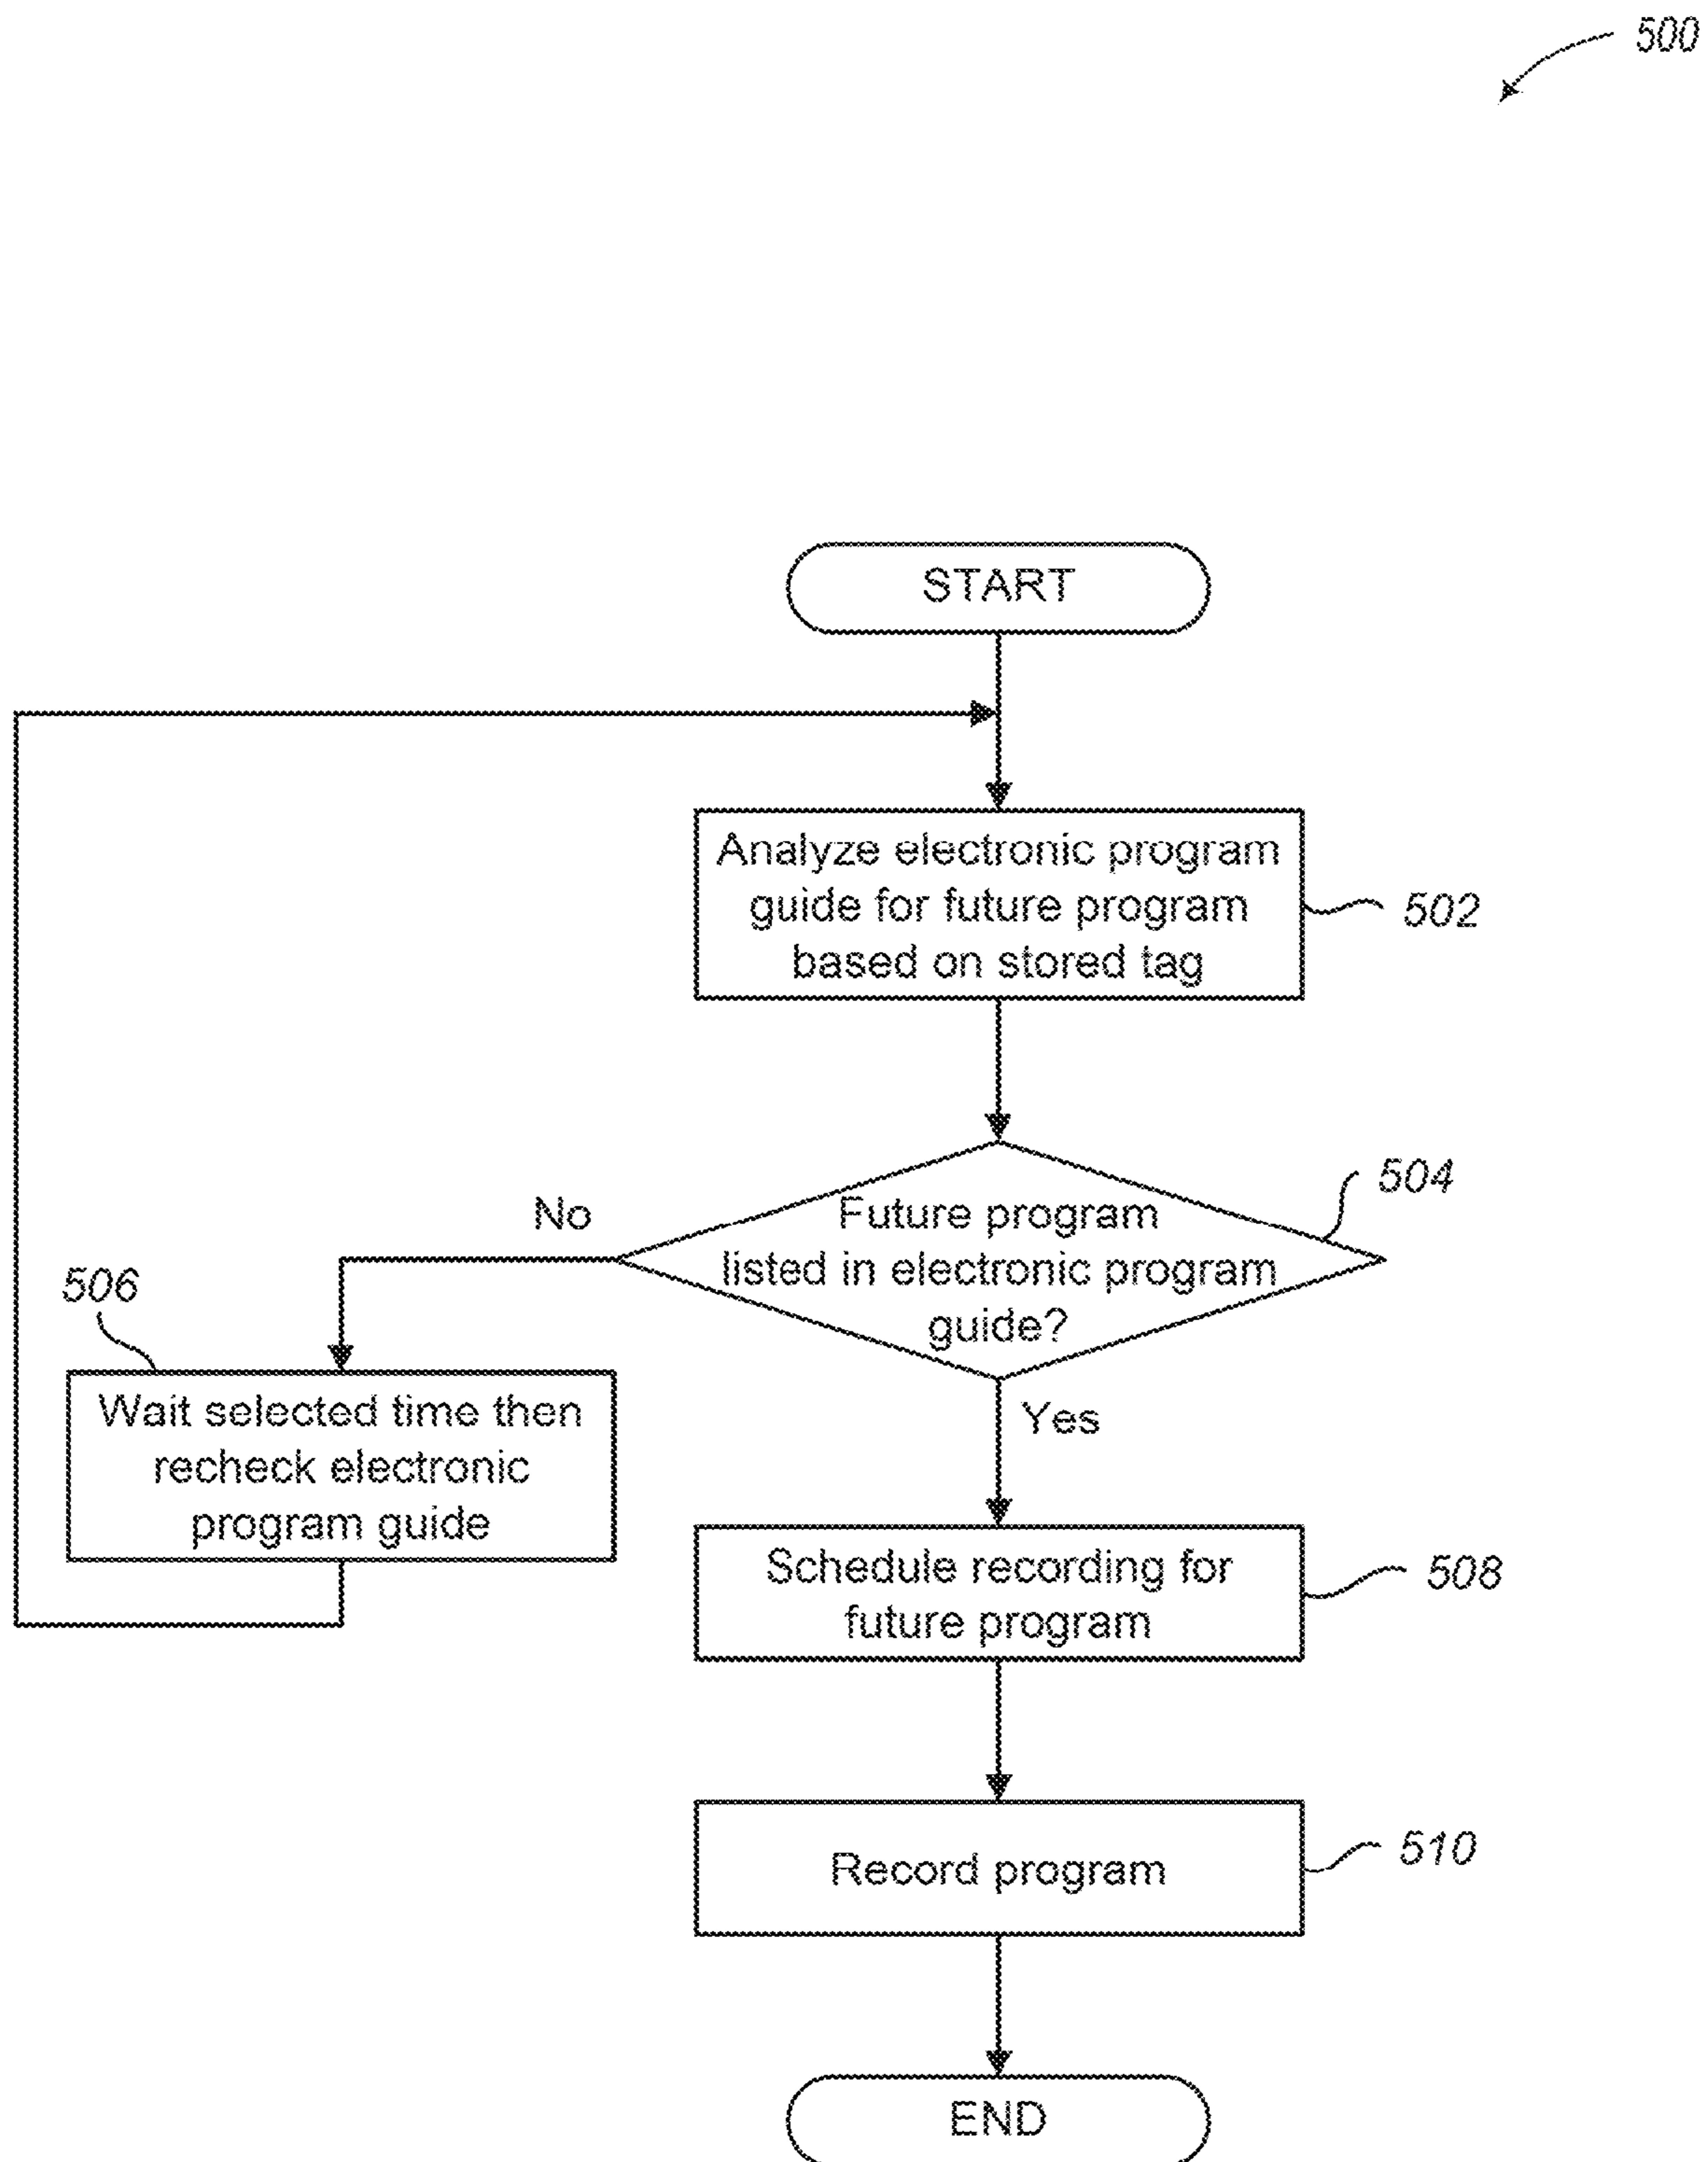 500
START
Analyze electronic program
guide for future program
based on stored tag
502
504
No
Future program
listed in electronic program
guide?
506
Wait selected time then
recheck electronic
program guide
Yes
Schedule recording for
future program
508
Record program
510
END